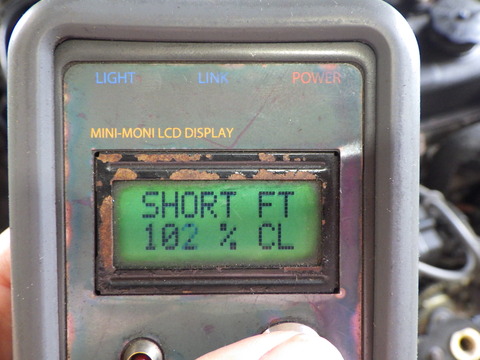 LIGHT LINK POWER
MINI-MONI LCD DISPLAY
SHORT FT
102 % CL